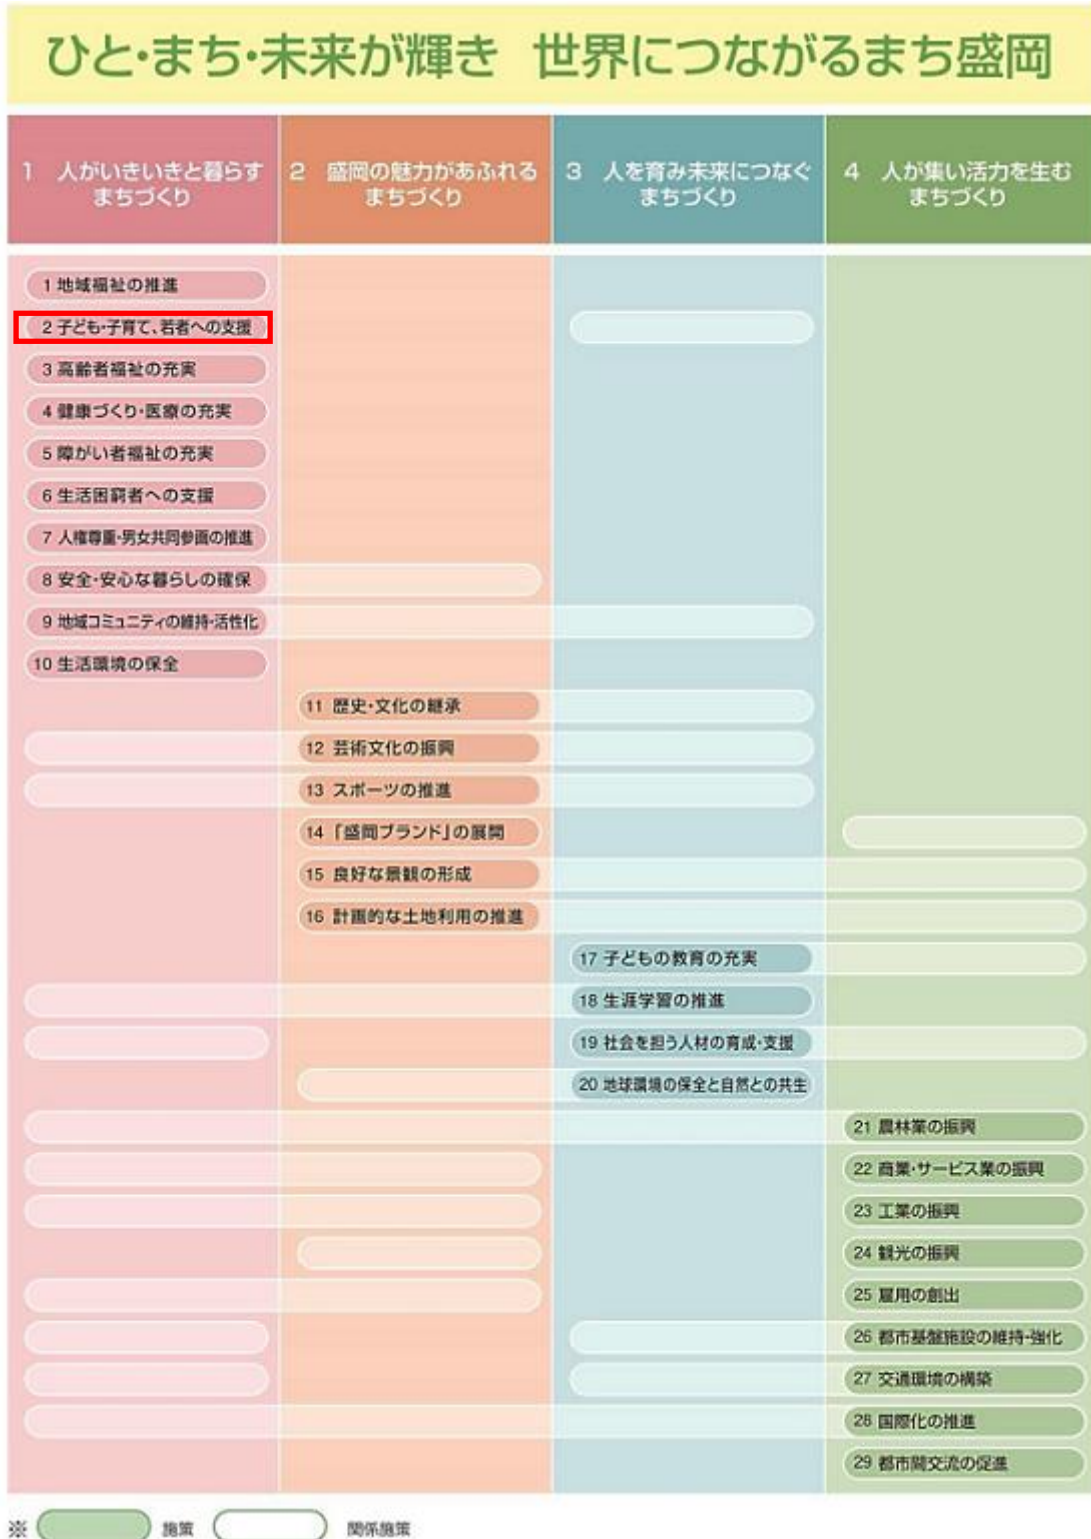 ひと・まち・未来が輝き 世界につながるまち盛岡
1 人がいきいきと暮らす
まちづくり
2 盛岡の魅力があふれる
まちづくり
3 人を育み未来につなぐ
まちづくり
4 人が集い活力を生む
まちづくり
1 地域福祉の推進
2 子ども・子育て、若者への支援
3 高齢者福祉の充実
4 健康づくり・医療の充実
5 障がい者福祉の充実
6 生活困窮者への支援
7 人権尊重・男女共同参画の推進
8 安全・安心な暮らしの確保
9 地域コミュニティの維持・活性化
10 生活環境の保全
11 歴史・文化の継承
12 芸術文化の振興
13 スポーツの推進
14 「盛岡ブランド」の展開
15 良好な景観の形成
16 計画的な土地利用の推進
17 子どもの教育の充実
18 生涯学習の推進
19 社会を担う人材の育成・支援
20 地球環境の保全と自然との共生
21 農林業の振興
22 商業・サービス業の振興
23 工業の振興
24 観光の振興
25 雇用の創出
26 都市基盤施設の維持・強化
27 交通環境の構築
28 国際化の推進
29 都市間交流の促進
※ 施策 関係施策